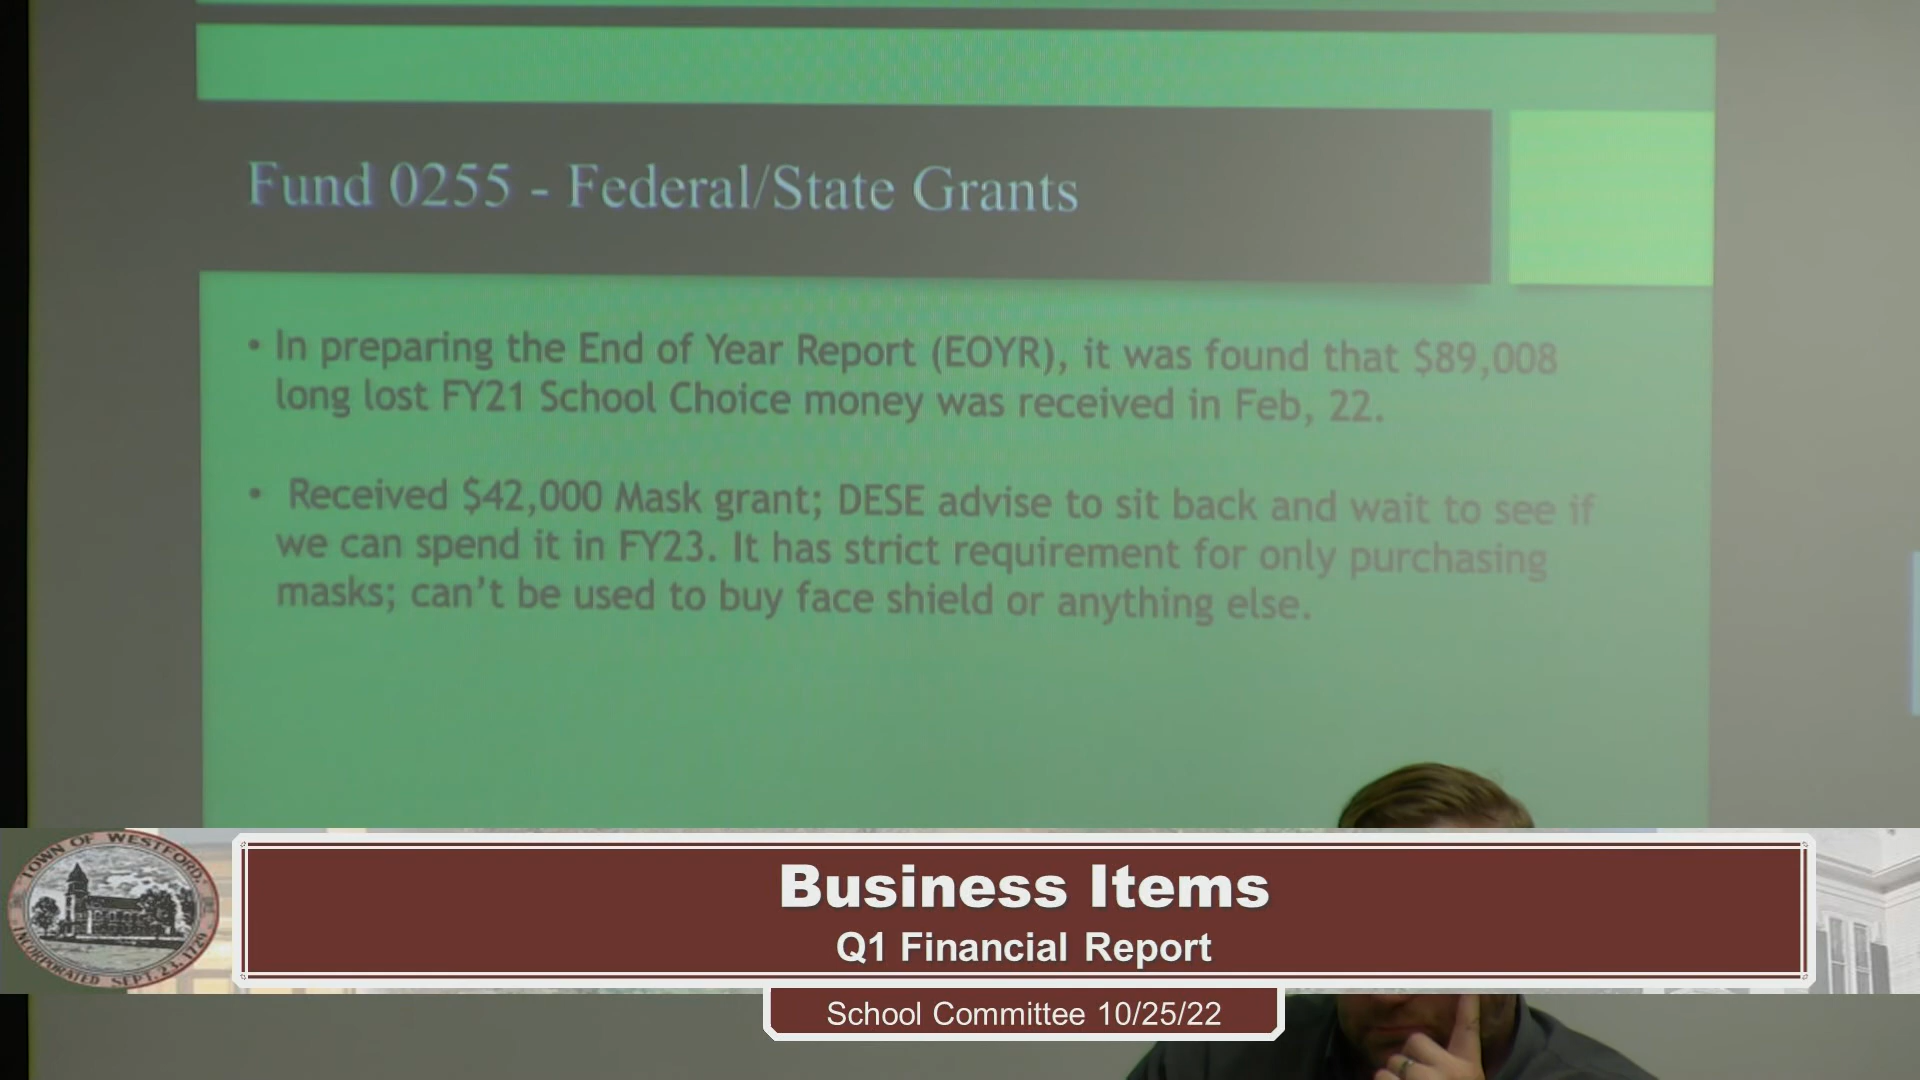 Fund 0255 - Federal/State Grants
• In preparing the End of Year Report (EOYR), it was found that $89,008
long lost FY21 School Choice money was received in Feb, 22.
• Received $42,000 Mask grant; DESE advise to sit back and wait to see if
we can spend it in FY23. It has strict requirement for only purchasing
masks; can't be used to buy face shield or anything else.
TOWN OF WESTFORD.
INCORPORATED SEPT. 23, 1729
Business Items
Q1 Financial Report
School Committee 10/25/22